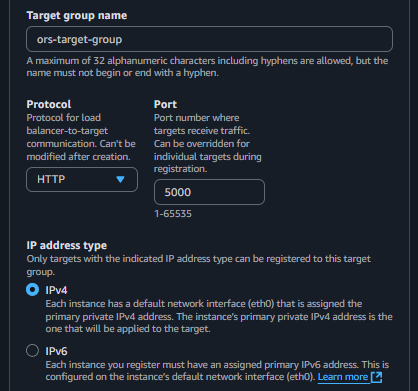 Target group name
ors-target-group
A maximum of 32 alphanumeric characters including hyphens are allowed, but the
name must not begin or end with a hyphen.
Protocol
Protocol for load
balancer-to-target
communication. Can't be
modified after creation.
HTTP
Port
Port number where
targets receive traffic.
Can be overridden for
individual targets during
registration.
5000
1-65535
IP address type
Only targets with the indicated IP address type can be registered to this target
group.
IPv4
Each instance has a default network interface (eth0) that is assigned the
primary private IPv4 address. The instance's primary private IPv4 address is the
one that will be applied to the target.
IPv6
Each instance you register must have an assigned primary IPv6 address. This is
configured on the instance's default network interface (eth0). Learn more